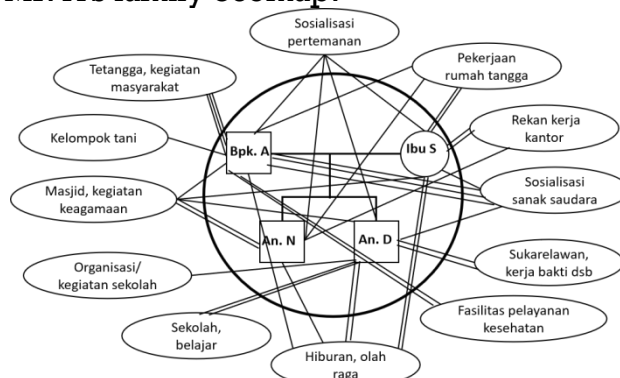 family
Sosialisasi
pertemanan
Tetangga, kegiatan
masyarakat
Pekerjaan
rumah tangga
Kelompok tani
Bpk. A
Ibu S
Rekan kerja
kantor
Masjid, kegiatan
keagamaan
Sosialisasi
sanak saudara
An. N
An. D
Organisasi/
kegiatan sekolah
Sukarelawan,
kerja bakti dsb
Sekolah,
belajar
Fasilitas pelayanan
kesehatan
Hiburan, olah
raga